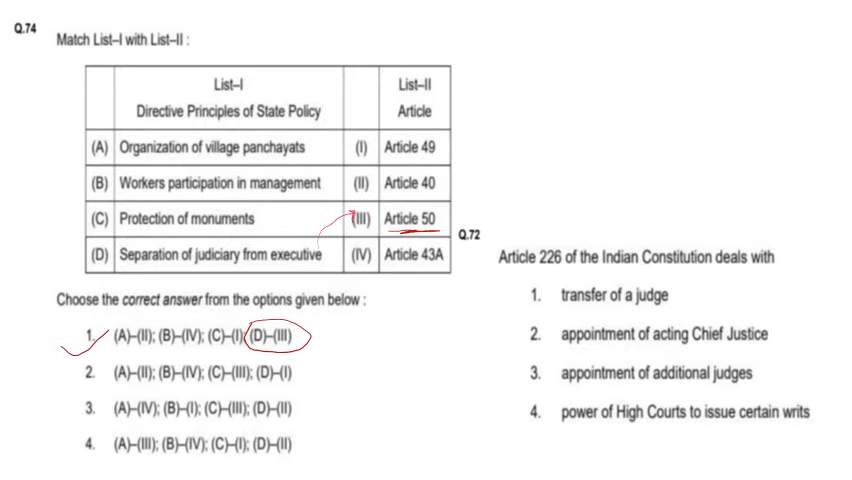 Q.74
Match List–I with List–II :
List–I
List–II
Directive Principles of State Policy
Article
(A) Organization of village panchayats (I) Article 49
(B) Workers participation in management (II) Article 40
(C) Protection of monuments (III) Article 50
(D) Separation of judiciary from executive (IV) Article 43A
Choose the correct answer from the options given below :
1. (A)–(II); (B)–(IV); (C)–(I); (D)–(III)
2. (A)–(II); (B)–(IV); (C)–(III); (D)–(I)
3. (A)–(IV); (B)–(I); (C)–(III); (D)–(II)
4. (A)–(III); (B)–(IV); (C)–(I); (D)–(II)
Q.72
Article 226 of the Indian Constitution deals with
1. transfer of a judge
2. appointment of acting Chief Justice
3. appointment of additional judges
4. power of High Courts to issue certain writs